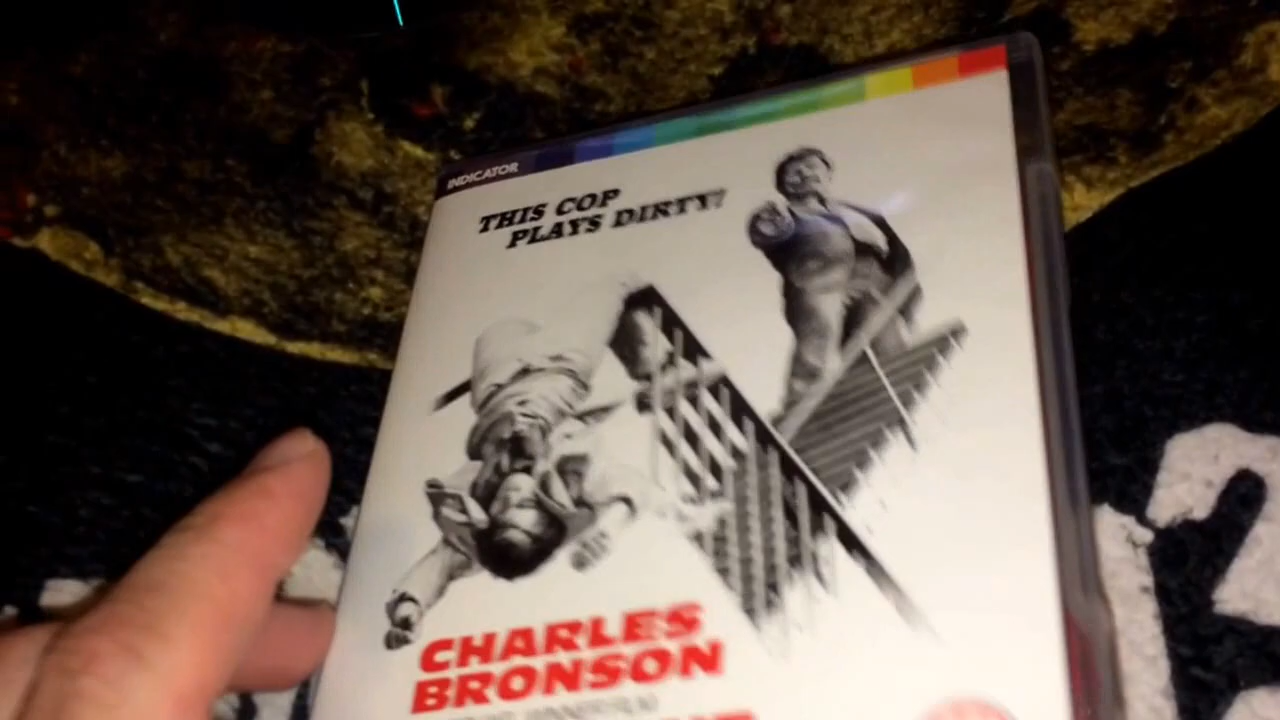 INDICATOR
THIS COP
PLAYS DIRTY!
CHARLES
BRONSON